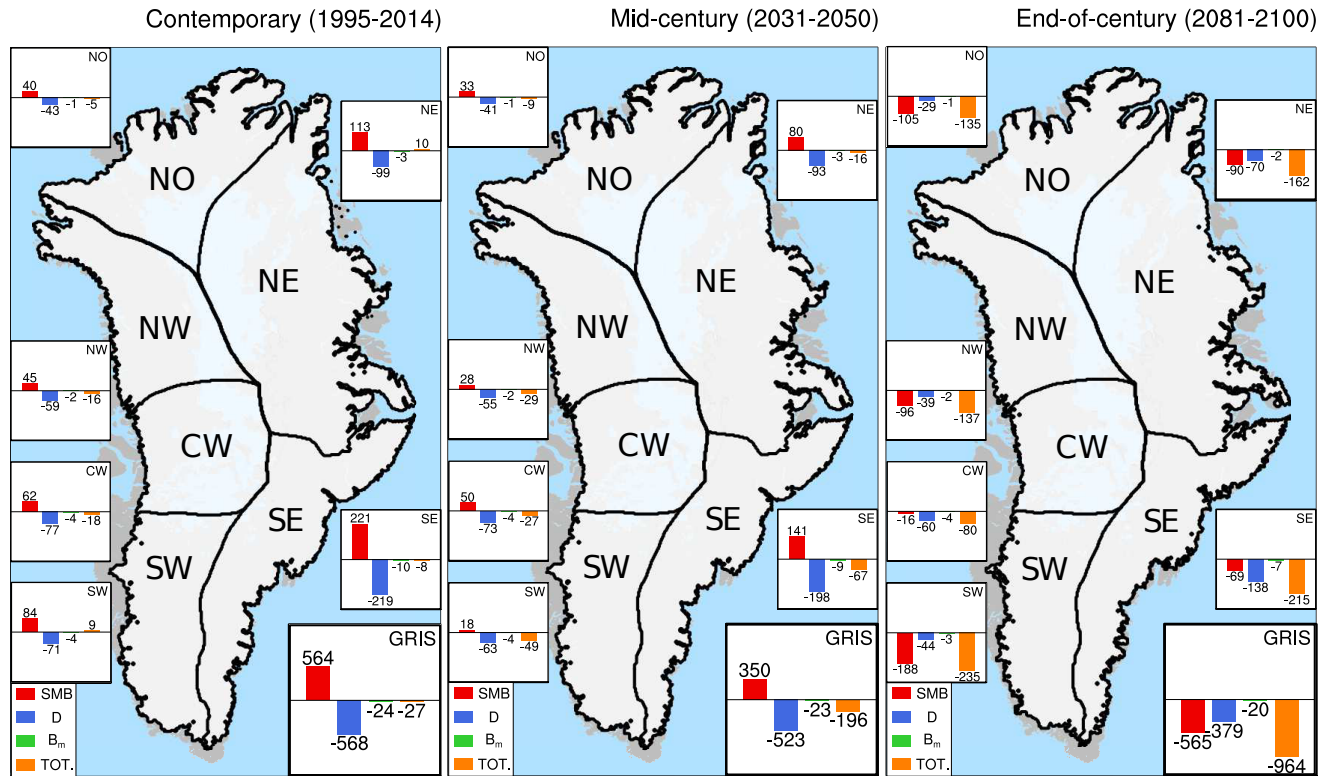 Contemporary (1995-2014)
NO
40
-43 -1 -5
NE
113
10
-3
-99
NO
NE
NW
NW
45
-59 -2 -16
CW
CW
62
-77 -4 -18
SE
SE
221
-10 -8
-219
SW
SW
84
9
-4
-71
GRIS
564
-24 -27
-568
SMB
D
Bm
TOT.
Mid-century (2031-2050)
NO
33
-41 -1 -9
NE
80
-3 -16
-93
NO
NE
NW
NW
28
-55 -2 -29
CW
CW
50
-73 -4 -27
SE
SE
141
-9
-67
-198
SW
SW
18
-63 -4 -49
GRIS
350
-23
-196
-523
SMB
D
Bm
TOT.
End-of-century (2081-2100)
NO
-29 -1
-105
-135
NE
-2
-90 -70
-162
NO
NE
NW
NW
-39 -2
-96
-137
CW
CW
-16 -60 -4 -80
SE
SE
-7
-69
-138
-215
SW
SW
-44 -3
-188
-235
GRIS
-20
-565 -379
-964
SMB
D
Bm
TOT.